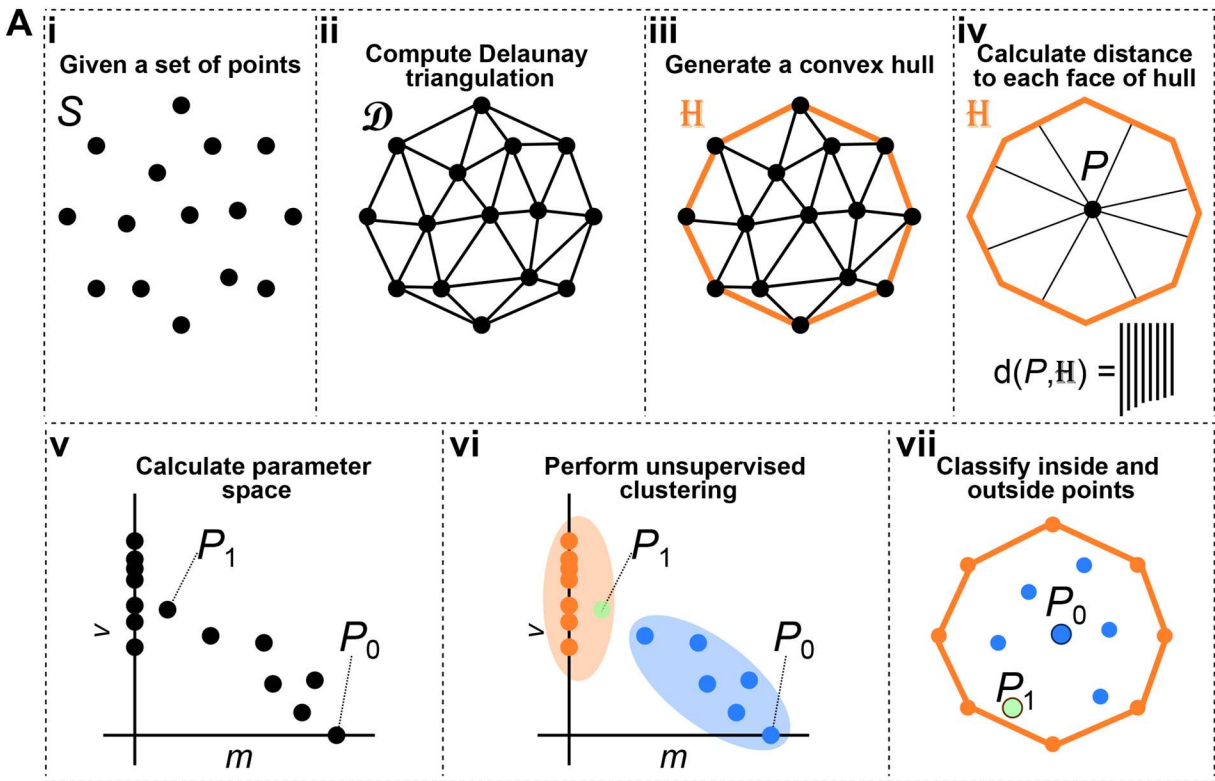 A
i
Given a set of points
S
ii
Compute Delaunay
triangulation
𝒟
iii
Generate a convex hull
ℍ
iv
Calculate distance
to each face of hull
ℍ
P
d(P,ℍ) =
v
Calculate parameter
space
P₁
P₀
v
m
vi
Perform unsupervised
clustering
P₁
P₀
v
m
vii
Classify inside and
outside points
P₀
P₁